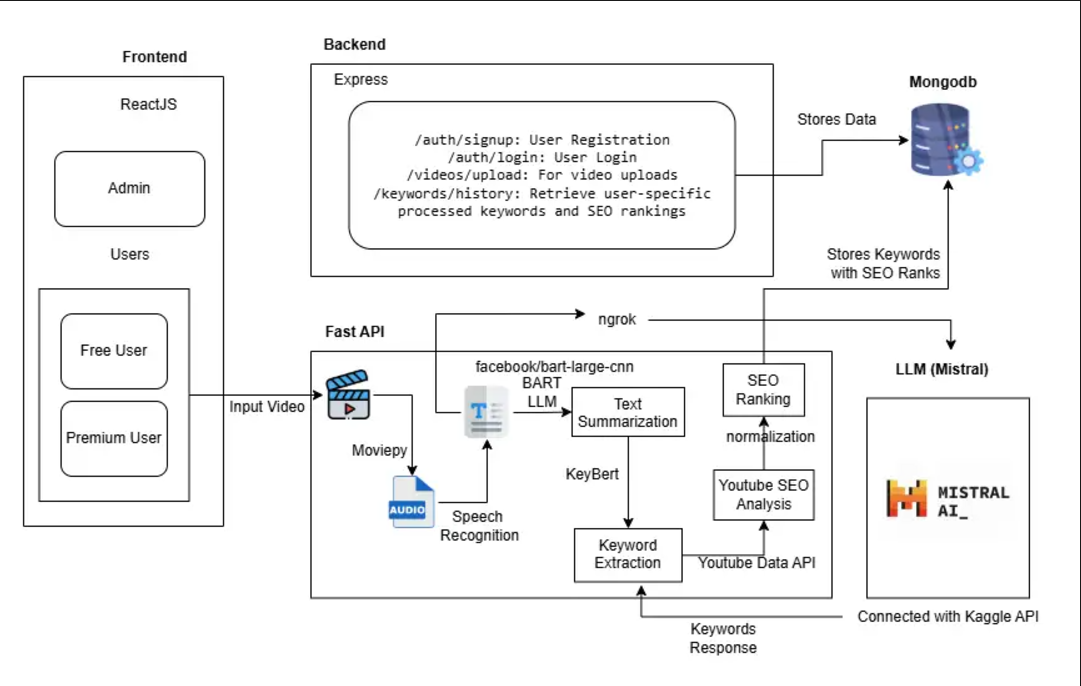 Frontend
ReactJS
Admin
Users
Free User
Premium User
Input Video
Backend
Express
/auth/signup: User Registration
/auth/login: User Login
/videos/upload: For video uploads
/keywords/history: Retrieve user-specific
processed keywords and SEO rankings
Stores Data
Mongodb
Stores Keywords
with SEO Ranks
ngrok
Fast API
facebook/bart-large-cnn
BART
LLM
T
Text
Summarization
Moviepy
AUDIO
Speech
Recognition
KeyBert
Keyword
Extraction
Youtube Data API
Youtube SEO
Analysis
normalization
SEO
Ranking
LLM (Mistral)
MISTRAL
AI_
Connected with Kaggle API
Keywords
Response